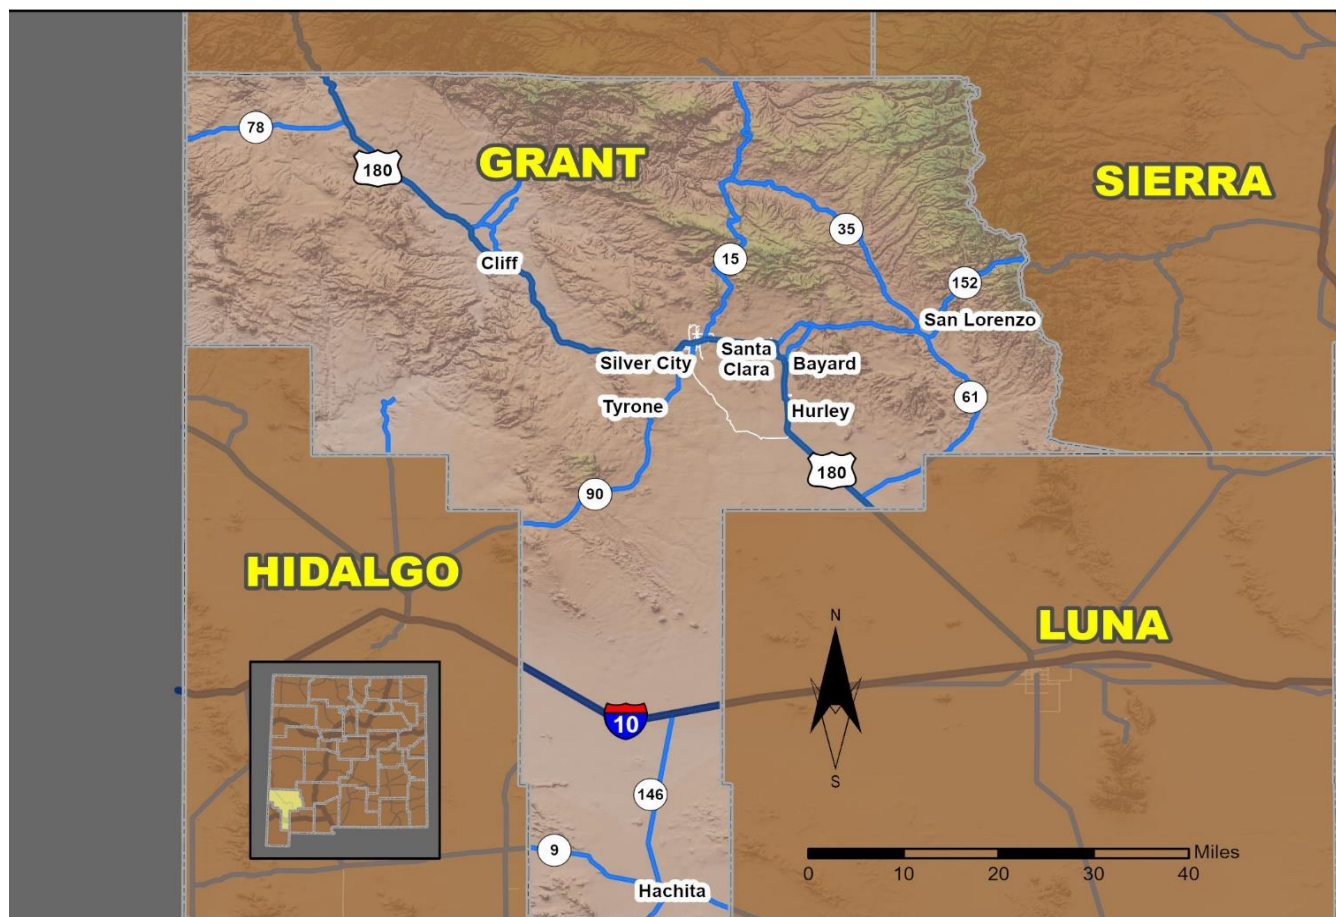 78
180
GRANT
SIERRA
35
15
152
Cliff
San Lorenzo
Silver City
Santa
Clara
Bayard
Tyrone
Hurley
61
180
90
HIDALGO
LUNA
N
S
10
146
9
Hachita
Miles
0 10 20 30 40